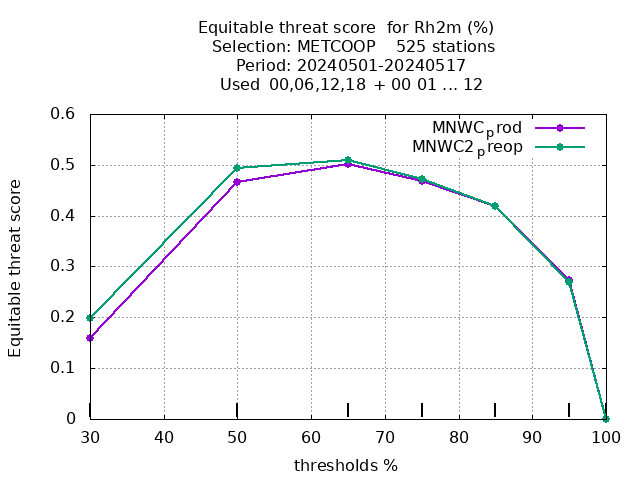 Equitable threat score for Rh2m (%)
Selection: METCOOP 525 stations
Period: 20240501-20240517
Used 00,06,12,18 + 00 01 ... 12
MNWC_prod
MNWC2_preop
Equitable threat score
0.6
0.5
0.4
0.3
0.2
0.1
0
30 40 50 60 70 80 90 100
thresholds %